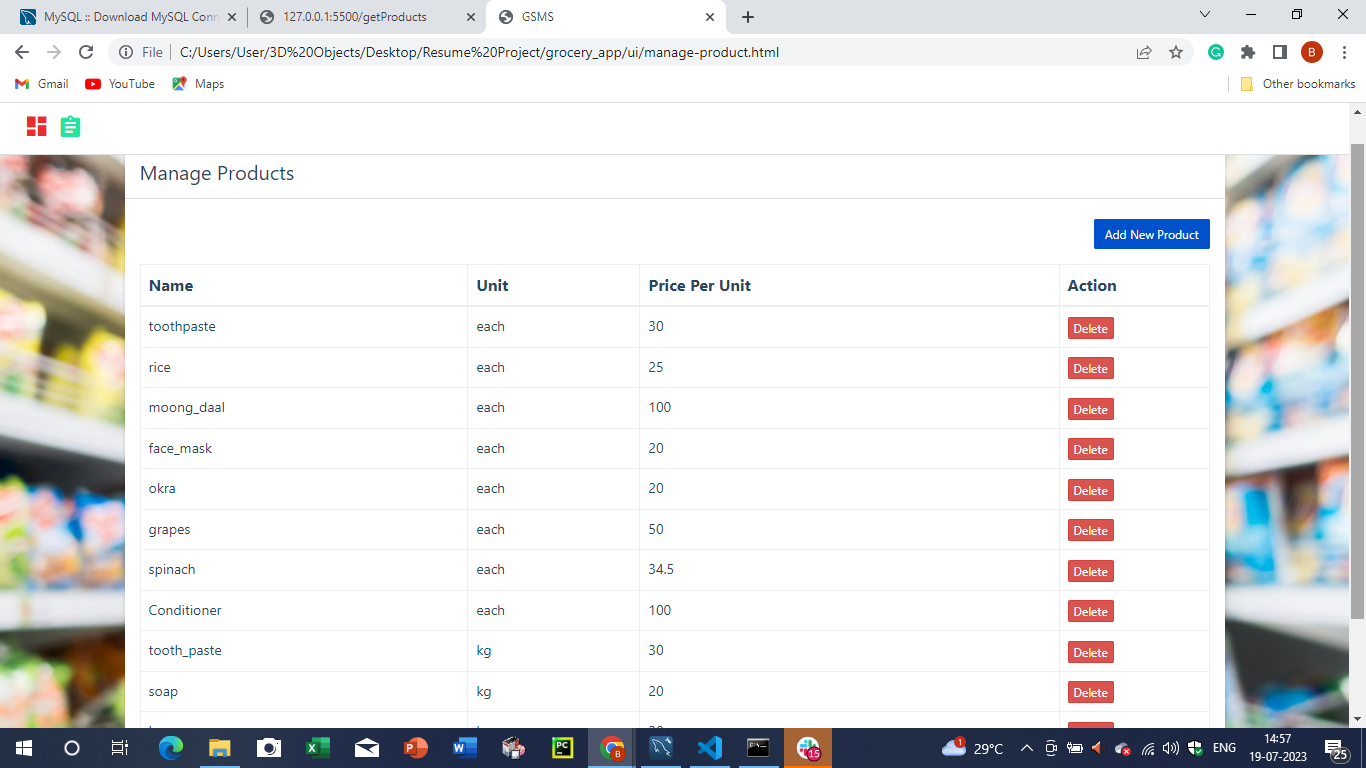 MySQL :: Download MySQL Conn
127.0.0.1:5500/getProducts
GSMS
File
C:/Users/User/3D%20Objects/Desktop/Resume%20Project/grocery_app/ui/manage-product.html
B
Gmail
YouTube
Maps
Other bookmarks
Manage Products
Add New Product
Name Unit Price Per Unit Action
toothpaste each 30 Delete
rice each 25 Delete
moong_daal each 100 Delete
face_mask each 20 Delete
okra each 20 Delete
grapes each 50 Delete
spinach each 34.5 Delete
Conditioner each 100 Delete
tooth_paste kg 30 Delete
soap kg 20 Delete
1
29°C
ENG
14:57
19-07-2023
25
15